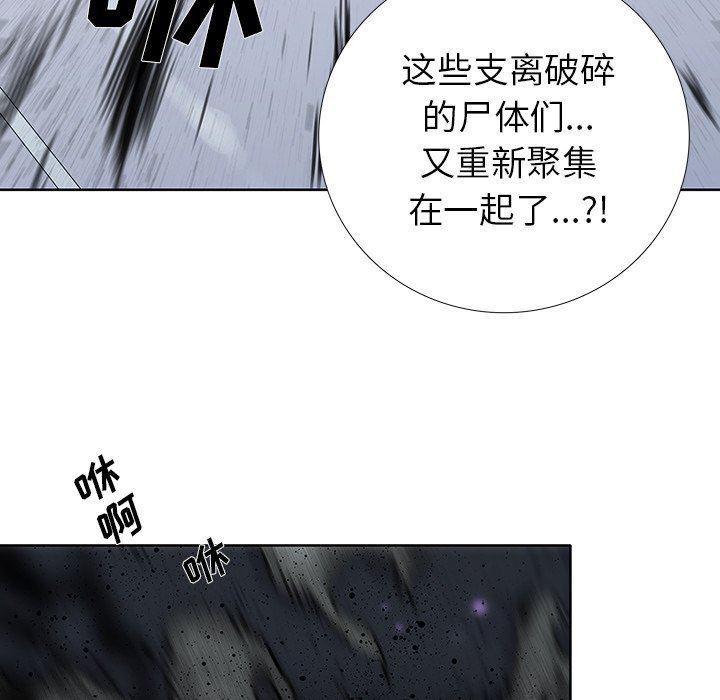 咻
这些支离破碎
的尸体们...
又重新聚集
在一起了...?!
咻
啊
咻